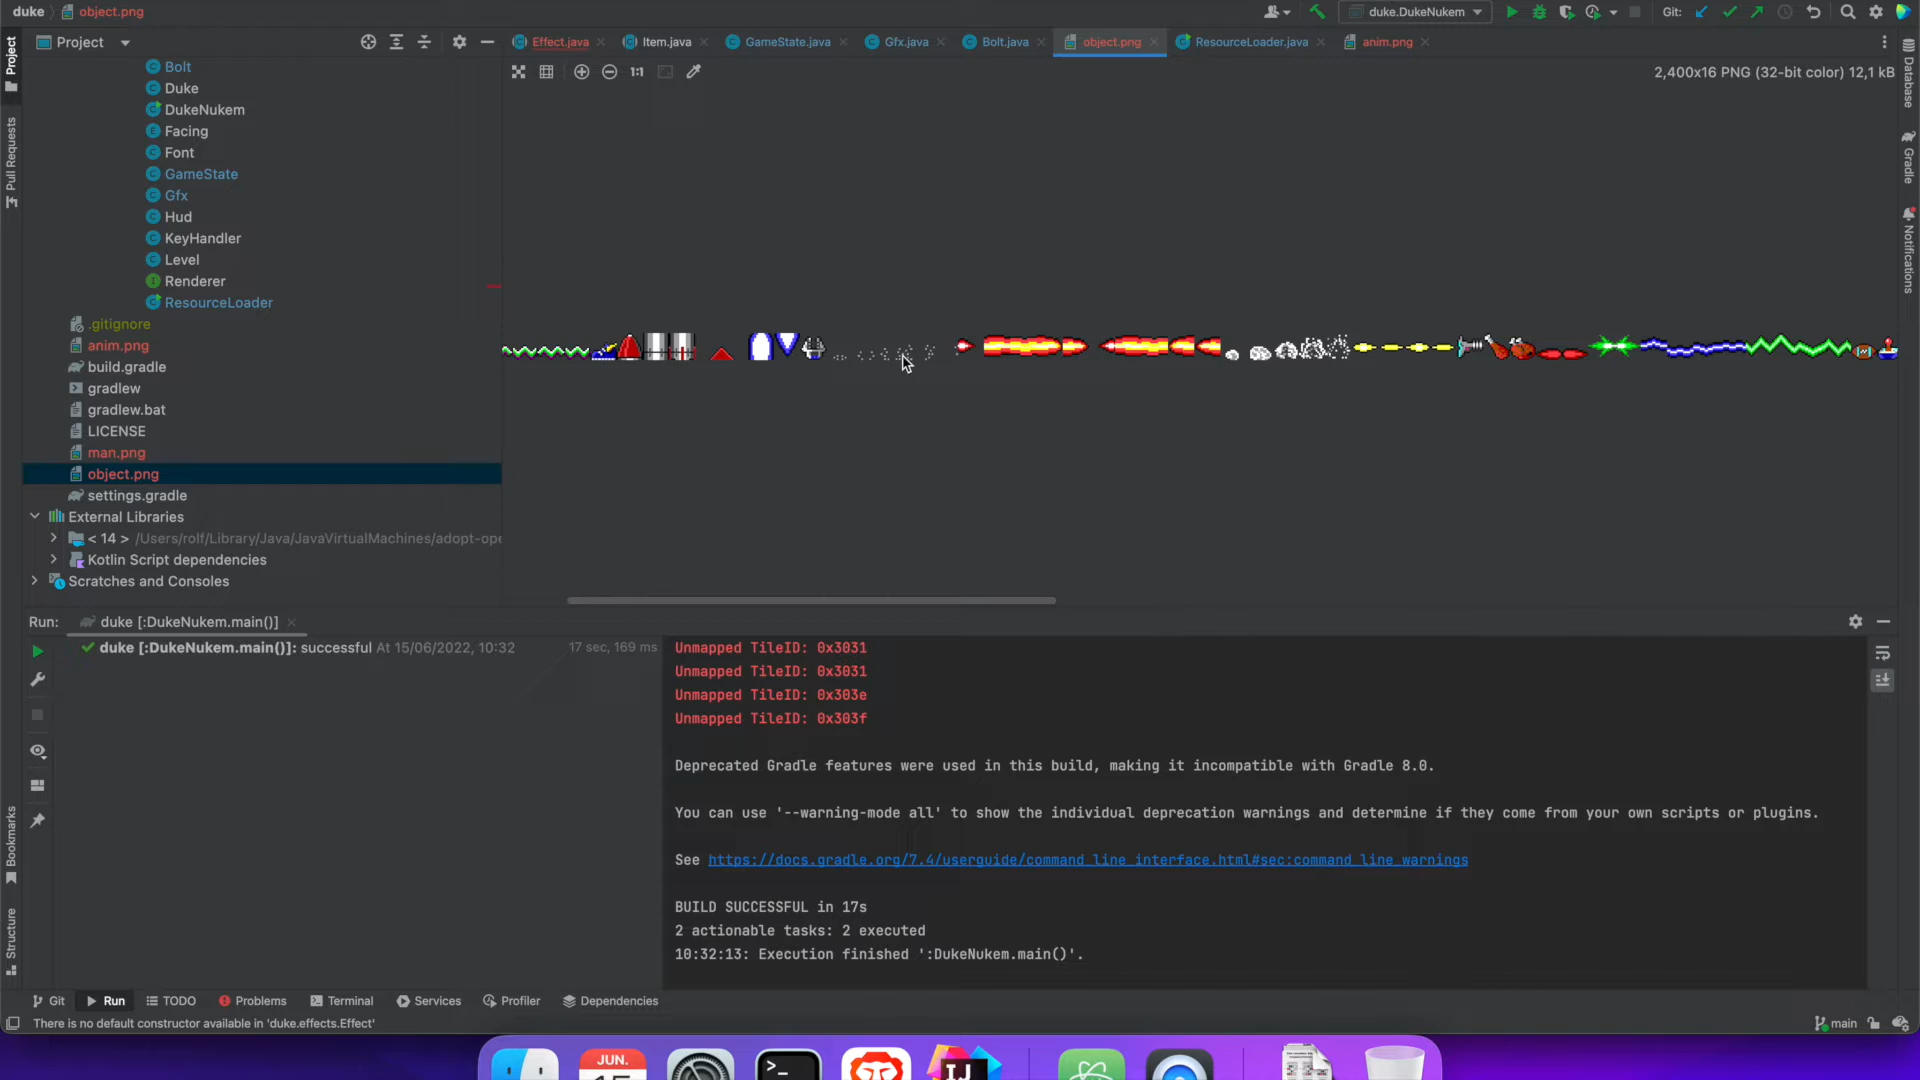 duke
object.png
duke.DukeNukem
Git:
Project
Effect.java
Item.java
GameState.java
Gfx.java
Bolt.java
object.png
ResourceLoader.java
anim.png
1:1
2,400x16 PNG (32-bit color) 12,1 kB
Project
Pull Requests
Bookmarks
Structure
Database
Gradle
Notifications
Bolt
Duke
DukeNukem
Facing
Font
GameState
Gfx
Hud
KeyHandler
Level
Renderer
ResourceLoader
.gitignore
anim.png
build.gradle
gradlew
gradlew.bat
LICENSE
man.png
object.png
settings.gradle
External Libraries
< 14 > /Users/rolf/Library/Java/JavaVirtualMachines/adopt-ope
Kotlin Script dependencies
Scratches and Consoles
Run: duke [:DukeNukem.main()]
duke [:DukeNukem.main()]: successful At 15/06/2022, 10:32 17 sec, 169 ms
Unmapped TileID: 0x3031
Unmapped TileID: 0x3031
Unmapped TileID: 0x303e
Unmapped TileID: 0x303f
Deprecated Gradle features were used in this build, making it incompatible with Gradle 8.0.
You can use '--warning-mode all' to show the individual deprecation warnings and determine if they come from your own scripts or plugins.
See https://docs.gradle.org/7.4/userguide/command_line_interface.html#sec:command_line_warnings
BUILD SUCCESSFUL in 17s
2 actionable tasks: 2 executed
10:32:13: Execution finished ':DukeNukem.main()'.
Git
Run
TODO
Problems
Terminal
Services
Profiler
Dependencies
There is no default constructor available in 'duke.effects.Effect'
main
JUN.
IJ